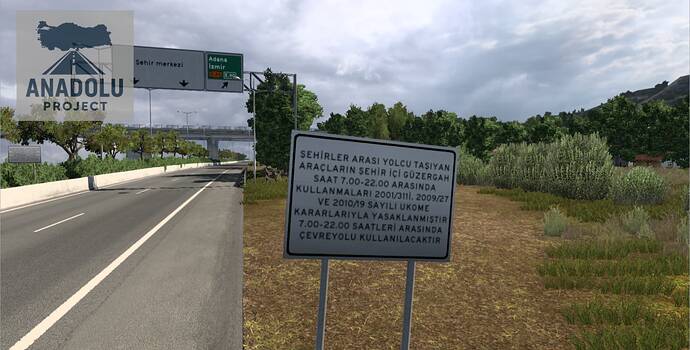 ANADOLU
PROJECT
Şehir merkezi
Adana
İzmir
ŞEHİRLER ARASI YOLCU TAŞIYAN
ARAÇLARIN ŞEHİR İÇİ GÜZERGAH
SAAT 7.00-22.00 ARASINDA
KULLANMALARI 2001/311İ, 2009/27
VE 2010/19 SAYILI UKOME
KARARLARIYLA YASAKLANMIŞTIR
7.00-22.00 SAATLERİ ARASINDA
ÇEVREYOLU KULLANILACAKTIR